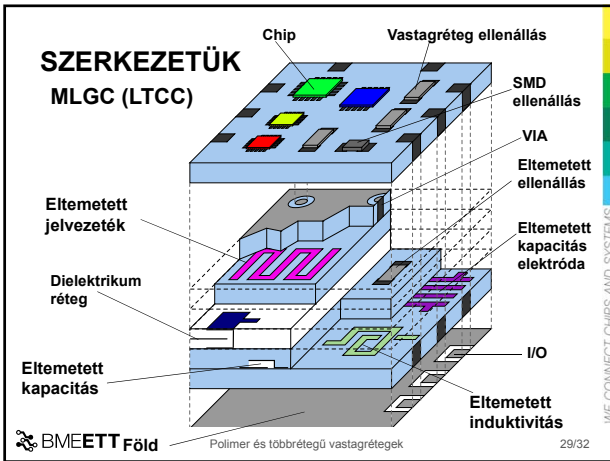 SZERKEZETÜK
MLGC (LTCC)
Chip
Vastagréteg ellenállás
SMD
ellenállás
VIA
Eltemetett
ellenállás
Eltemetett
jelvezeték
Eltemetett
kapacitás
elektróda
Dielektrikum
réteg
I/O
Eltemetett
kapacitás
Eltemetett
induktivitás
Föld
BMEETT
Polimer és többrétegű vastagrétegek
29/32
WE CONNECT CHIPS AND SYSTEMS